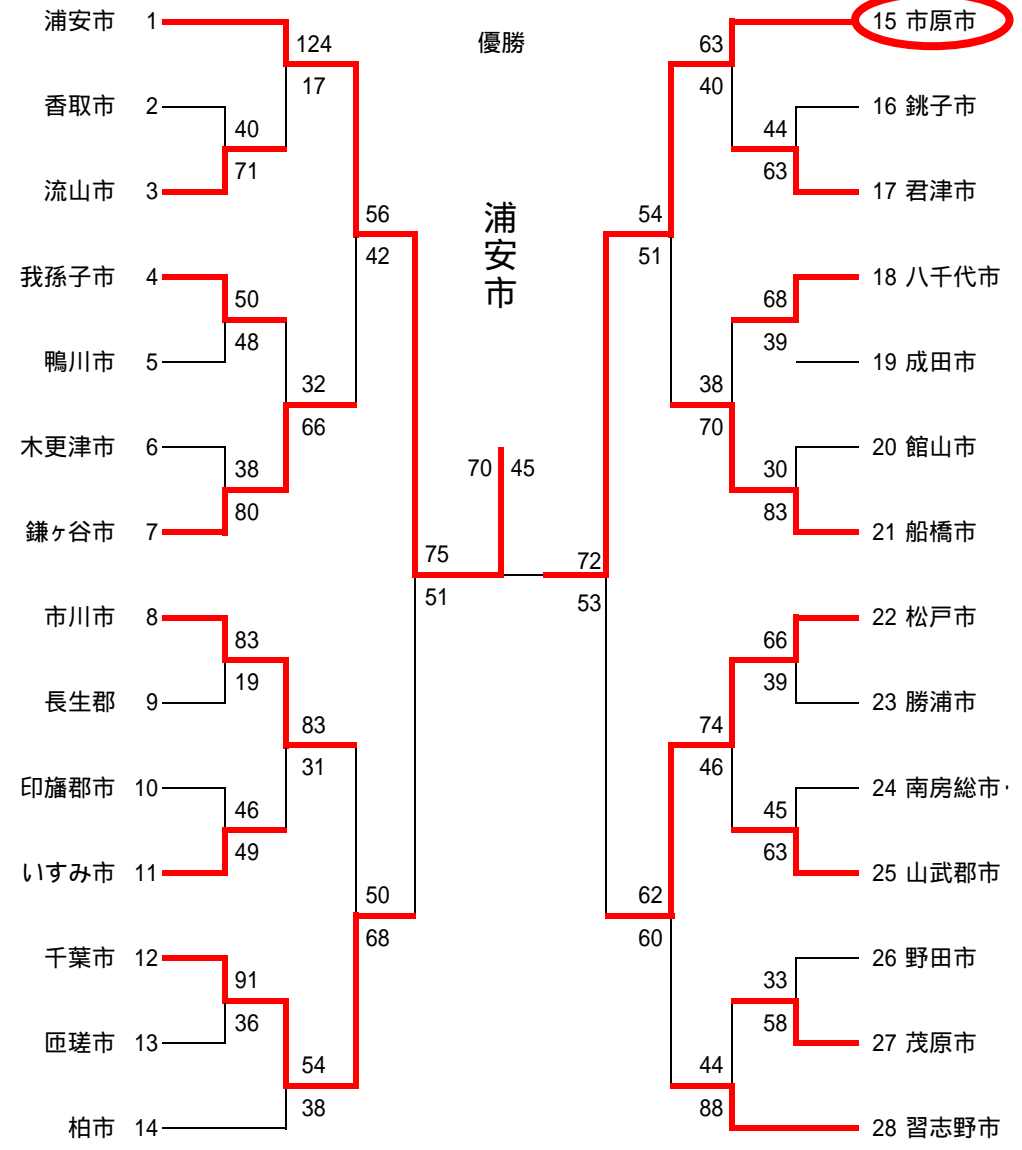 浦安市 1
124
優勝
63
15 市原市
17
40
香取市 2
16 銚子市
40
44
71
63
流山市 3
17 君津市
56
浦安市
54
42
51
我孫子市 4
18 八千代市
50
68
48
39
鴨川市 5
19 成田市
32
38
66
70
木更津市 6
20 館山市
38
70 45
30
80
83
鎌ヶ谷市 7
21 船橋市
75
72
51
53
市川市 8
22 松戸市
83
66
19
39
長生郡 9
23 勝浦市
83
74
31
46
印旛郡市 10
24 南房総市・
46
45
49
63
いすみ市 11
25 山武郡市
50
62
68
60
千葉市 12
26 野田市
91
33
36
58
匝瑳市 13
27 茂原市
54
44
38
88
柏市 14
28 習志野市